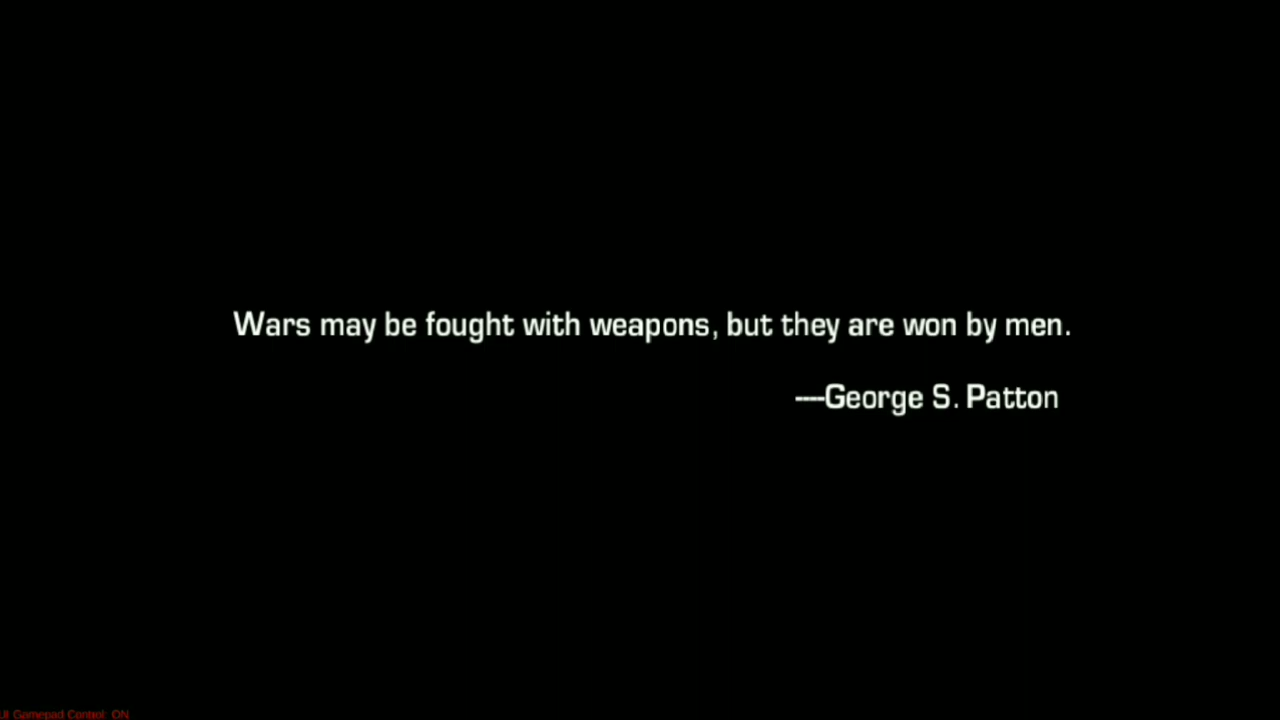 Wars may be fought with weapons, but they are won by men.
----George S. Patton
UI Gamepad Control: ON